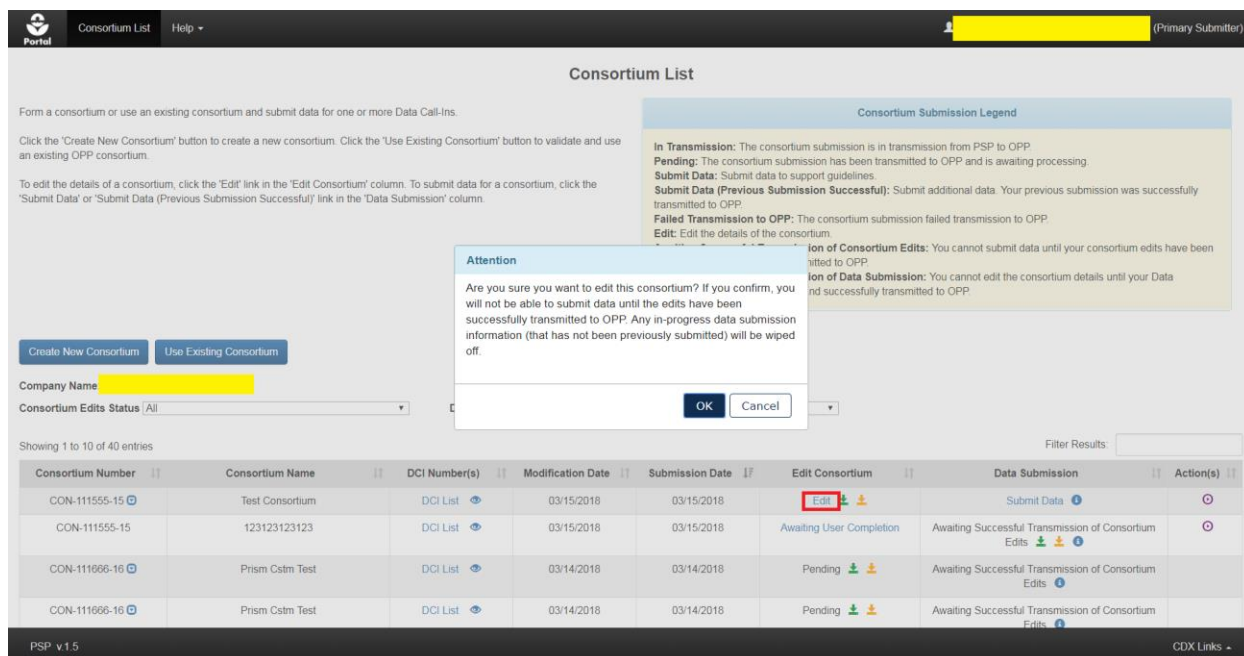 Portal
Consortium List
Help
(Primary Submitter)
Consortium List
Form a consortium or use an existing consortium and submit data for one or more Data Call-Ins.
Click the 'Create New Consortium' button to create a new consortium. Click the 'Use Existing Consortium' button to validate and use
an existing OPP consortium.
To edit the details of a consortium, click the 'Edit' link in the 'Edit Consortium' column. To submit data for a consortium, click the
'Submit Data' or 'Submit Data (Previous Submission Successful)' link in the 'Data Submission' column.
Consortium Submission Legend
In Transmission: The consortium submission is in transmission from PSP to OPP.
Pending: The consortium submission has been transmitted to OPP and is awaiting processing.
Submit Data: Submit data to support guidelines.
Submit Data (Previous Submission Successful): Submit additional data. Your previous submission was successfully
transmitted to OPP.
Failed Transmission to OPP: The consortium submission failed transmission to OPP.
Edit: Edit the details of the consortium.
ion of Consortium Edits: You cannot submit data until your consortium edits have been
itted to OPP.
ion of Data Submission: You cannot edit the consortium details until your Data
nd successfully transmitted to OPP.
Attention
Are you sure you want to edit this consortium? If you confirm, you
will not be able to submit data until the edits have been
successfully transmitted to OPP. Any in-progress data submission
information (that has not been previously submitted) will be wiped
off.
OK
Cancel
Create New Consortium
Use Existing Consortium
Company Name
Consortium Edits Status All
Showing 1 to 10 of 40 entries
Filter Results:
Consortium Number Consortium Name DCI Number(s) Modification Date Submission Date Edit Consortium Data Submission Action(s)
CON-111555-15 Test Consortium DCI List 03/15/2018 03/15/2018 Edit Submit Data
CON-111555-15 123123123123 DCI List 03/15/2018 03/15/2018 Awaiting User Completion Awaiting Successful Transmission of Consortium
Edits
CON-111666-16 Prism Cstm Test DCI List 03/14/2018 03/14/2018 Pending Awaiting Successful Transmission of Consortium
Edits
CON-111666-16 Prism Cstm Test DCI List 03/14/2018 03/14/2018 Pending Awaiting Successful Transmission of Consortium
Edits
PSP v.1.5
CDX Links